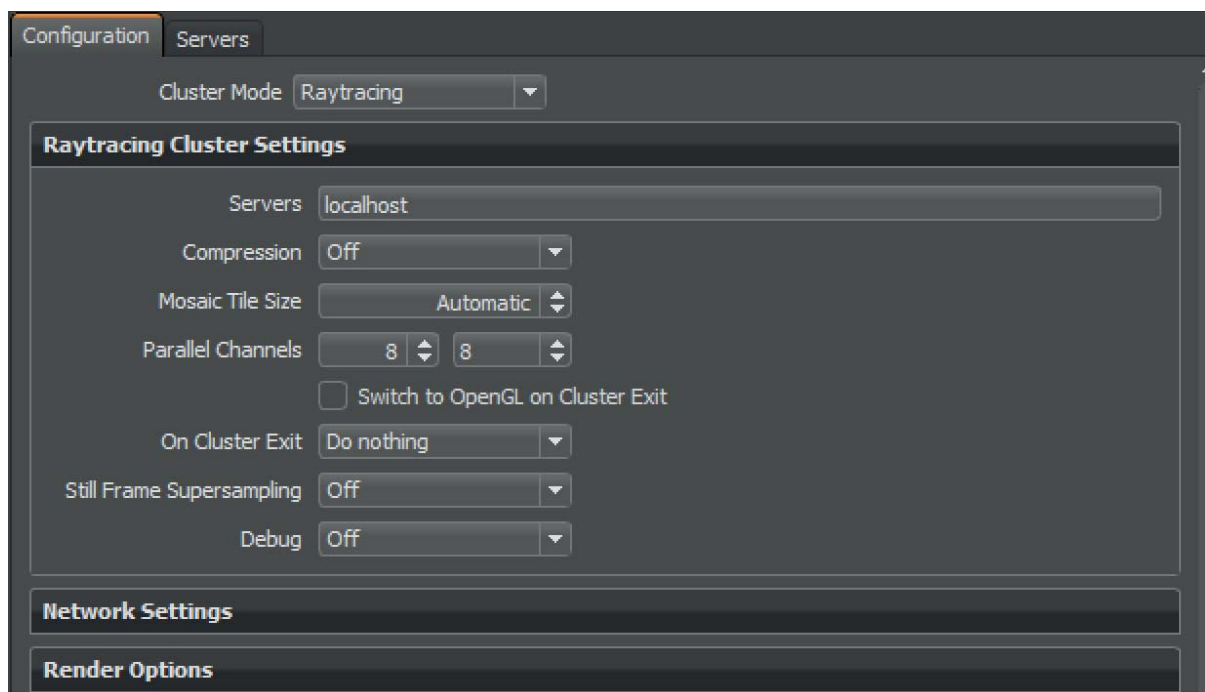 Configuration Servers
Cluster Mode Raytracing
Raytracing Cluster Settings
Servers localhost
Compression Off
Mosaic Tile Size Automatic
Parallel Channels 8 8
Switch to OpenGL on Cluster Exit
On Cluster Exit Do nothing
Still Frame Supersampling Off
Debug Off
Network Settings
Render Options